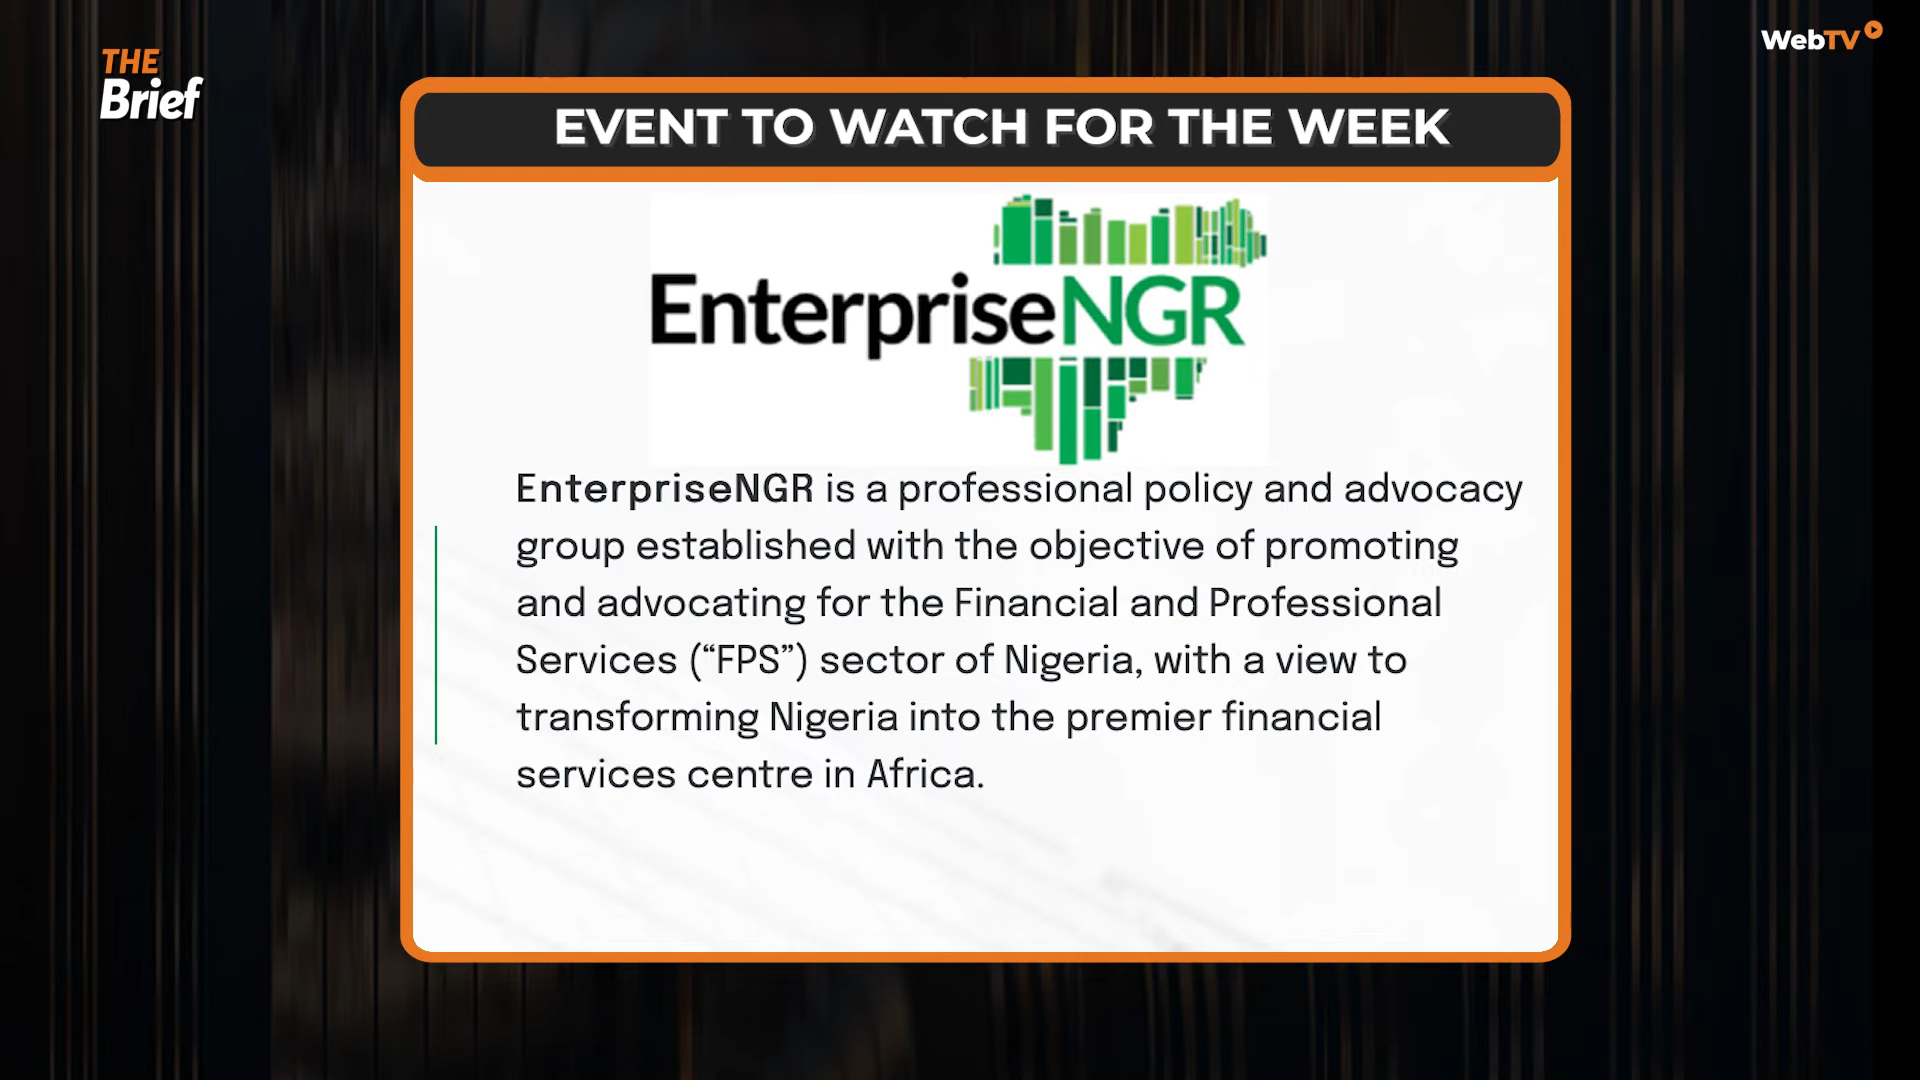 THE
Brief
WebTV
EVENT TO WATCH FOR THE WEEK
EnterpriseNGR
EnterpriseNGR is a professional policy and advocacy
group established with the objective of promoting
and advocating for the Financial and Professional
Services (“FPS”) sector of Nigeria, with a view to
transforming Nigeria into the premier financial
services centre in Africa.